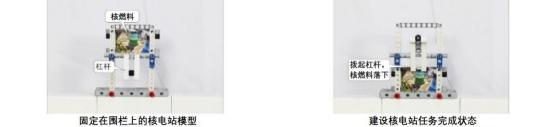 核燃料
杠杆
固定在围栏上的核电站模型
拨起杠杆，
核燃料落下
建设核电站任务完成状态